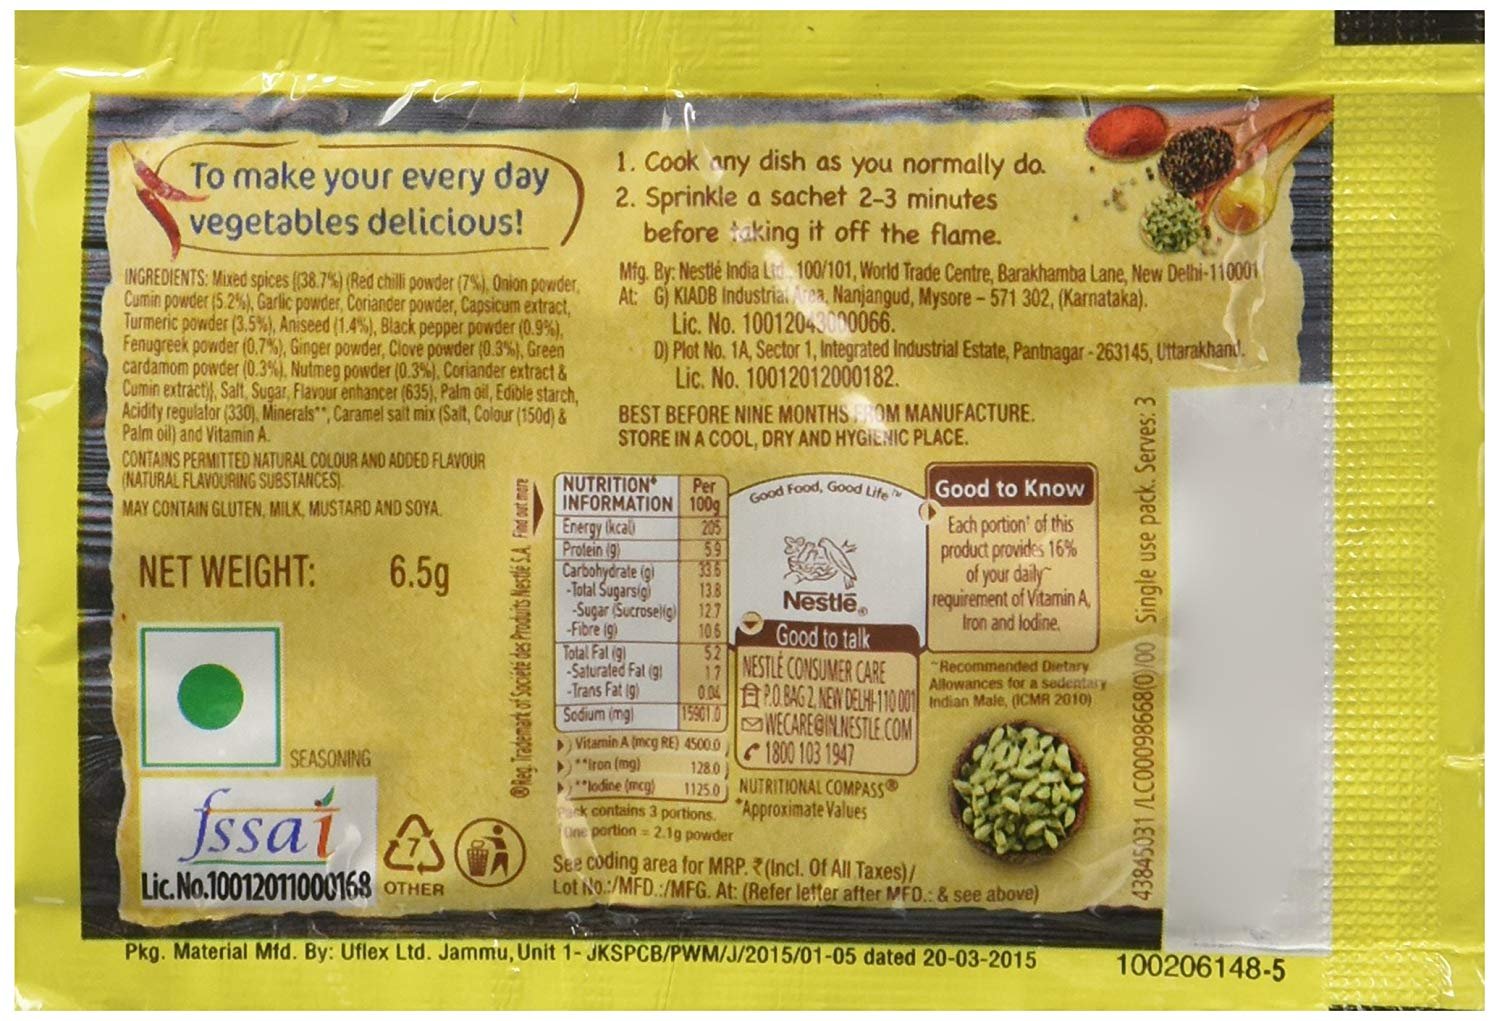 To make your every day
vegetables delicious!
INGREDIENTS: Mixed spices {(38.7%) (Red chilli powder (7%), Onion powder,
Cumin powder (5.2%), Garlic powder, Coriander powder, Capsicum extract,
Turmeric powder (3.5%), Aniseed (1.4%), Black pepper powder (0.9%),
Fenugreek powder (0.7%), Ginger powder, Clove powder (0.3%), Green
cardamom powder (0.3%), Nutmeg powder (0.3%), Coriander extract &
Cumin extract)}, Salt, Sugar, Flavour enhancer (635), Palm oil, Edible starch,
Acidity regulator (330), Minerals**, Caramel salt mix (Salt, Colour (150d) &
Palm oil) and Vitamin A.
CONTAINS PERMITTED NATURAL COLOUR AND ADDED FLAVOUR
(NATURAL FLAVOURING SUBSTANCES).
MAY CONTAIN GLUTEN, MILK, MUSTARD AND SOYA.
NET WEIGHT: 6.5g
SEASONING
fssai
Lic.No.10012011000168
7
OTHER
1. Cook any dish as you normally do.
2. Sprinkle a sachet 2-3 minutes
before taking it off the flame.
Mfg. By: Nestlé India Ltd., 100/101, World Trade Centre, Barakhamba Lane, New Delhi-110001
At: G) KIADB Industrial Area, Nanjangud, Mysore – 571 302, (Karnataka).
Lic. No. 10012043000066.
D) Plot No. 1A, Sector 1, Integrated Industrial Estate, Pantnagar - 263145, Uttarakhand.
Lic. No. 10012012000182.
BEST BEFORE NINE MONTHS FROM MANUFACTURE.
STORE IN A COOL, DRY AND HYGIENIC PLACE.
®Reg. Trademark of Société des Produits Nestlé S.A. Find out more
NUTRITION* INFORMATION Per 100g
Energy (kcal) 205
Protein (g) 5.9
Carbohydrate (g) 33.6
-Total Sugars(g) 13.8
-Sugar (Sucrose)(g) 12.7
-Fibre (g) 10.6
Total Fat (g) 5.2
-Saturated Fat (g) 1.7
-Trans Fat (g) 0.04
Sodium (mg) 15901.0
Vitamin A (mcg RE) 4500.0
**Iron (mg) 128.0
**Iodine (mcg) 1125.0
Pack contains 3 portions.
One portion = 2.1g powder
Good Food, Good Life ™
Nestlé®
Good to talk
NESTLÉ CONSUMER CARE
P.O.BAG 2, NEW DELHI-110 001
WECARE@IN.NESTLE.COM
1800 103 1947
NUTRITIONAL COMPASS®
*Approximate Values
Good to Know
Each portion† of this
product provides 16%
of your daily~
requirement of Vitamin A,
Iron and Iodine.
~Recommended Dietary
Allowances for a sedentary
Indian Male, (ICMR 2010)
See coding area for MRP. ₹ (Incl. Of All Taxes)/
Lot No.:/MFD.:/MFG. At: (Refer letter after MFD.: & see above)
43845031 /LC00098668(0)/00 Single use pack. Serves: 3
Pkg. Material Mfd. By: Uflex Ltd. Jammu, Unit 1- JKSPCB/PWM/J/2015/01-05 dated 20-03-2015
100206148-5